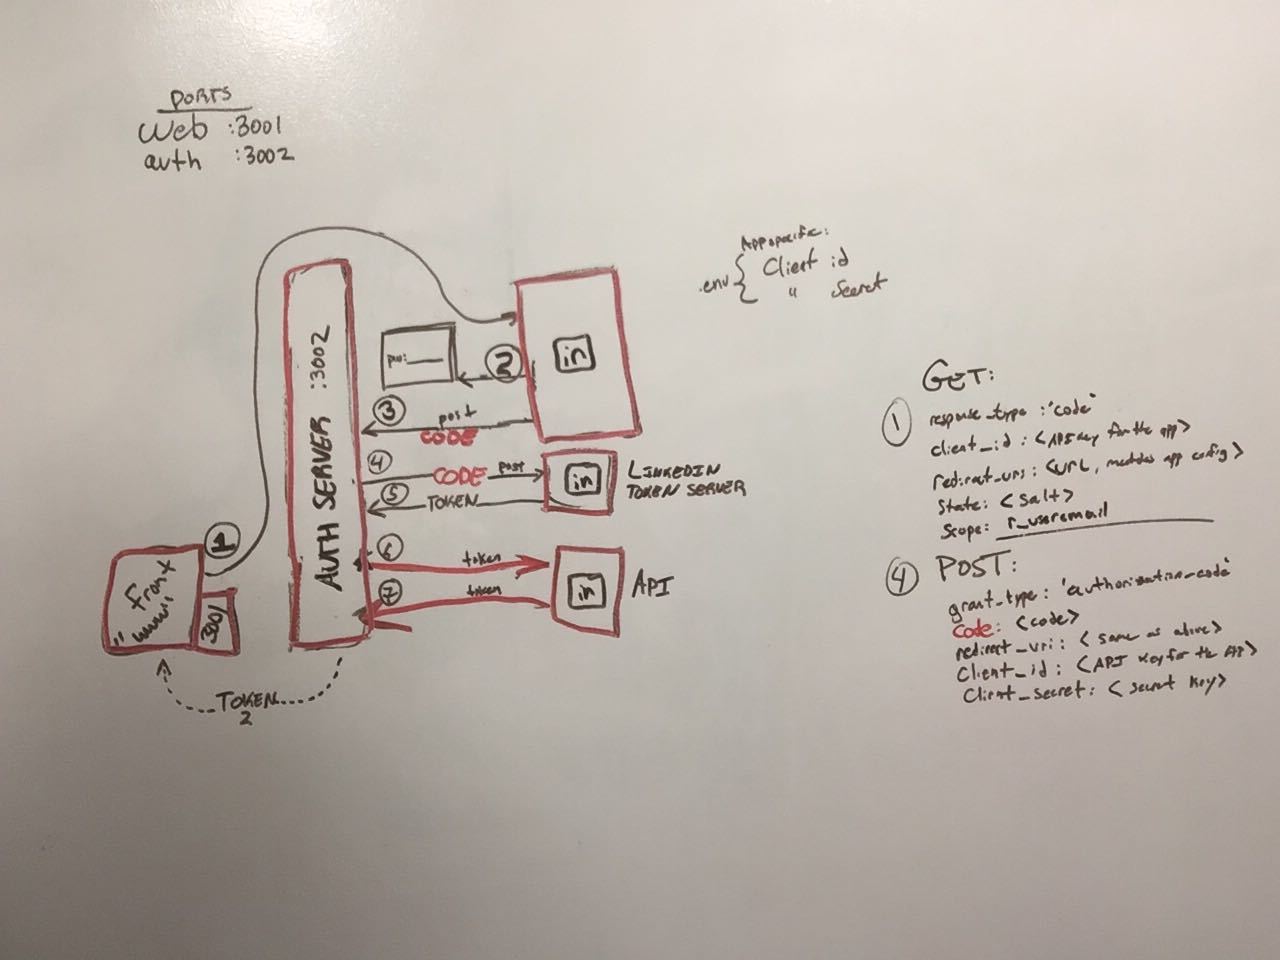 PORTS
Web :3001
auth :3002
App specific:
.env { Client id
" Secret
AUTH SERVER :3002
in
pw:
2
3
post
CODE
4
CODE post
in
LINKEDIN
TOKEN SERVER
5
TOKEN
6
token
in
API
7
token
1
Front
"www"
3001
TOKEN
2
GET:
1
response_type : "code"
client_id : <API key for the app>
redirect_uri : <URL, matches app config>
State: <salt>
Scope: r_useremail
4
POST:
grant_type : 'authorization_code'
code: <code>
redirect_uri : <same as above>
Client_id : <API key for the App>
Client_secret: <secret key>